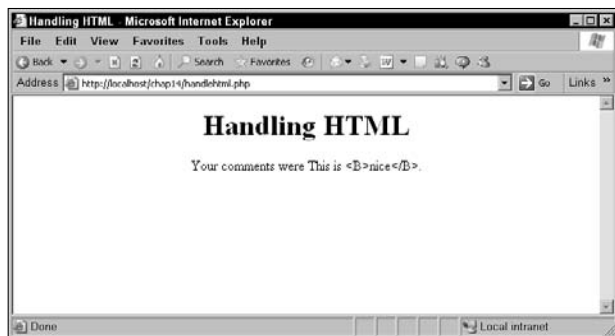 Handling HTML - Microsoft Internet Explorer
File Edit View Favorites Tools Help
Back Search Favorites
Address http://localhost/chap14/handlehtml.php Go Links »
Handling HTML
Your comments were This is <B>nice</B>.
Done Local intranet